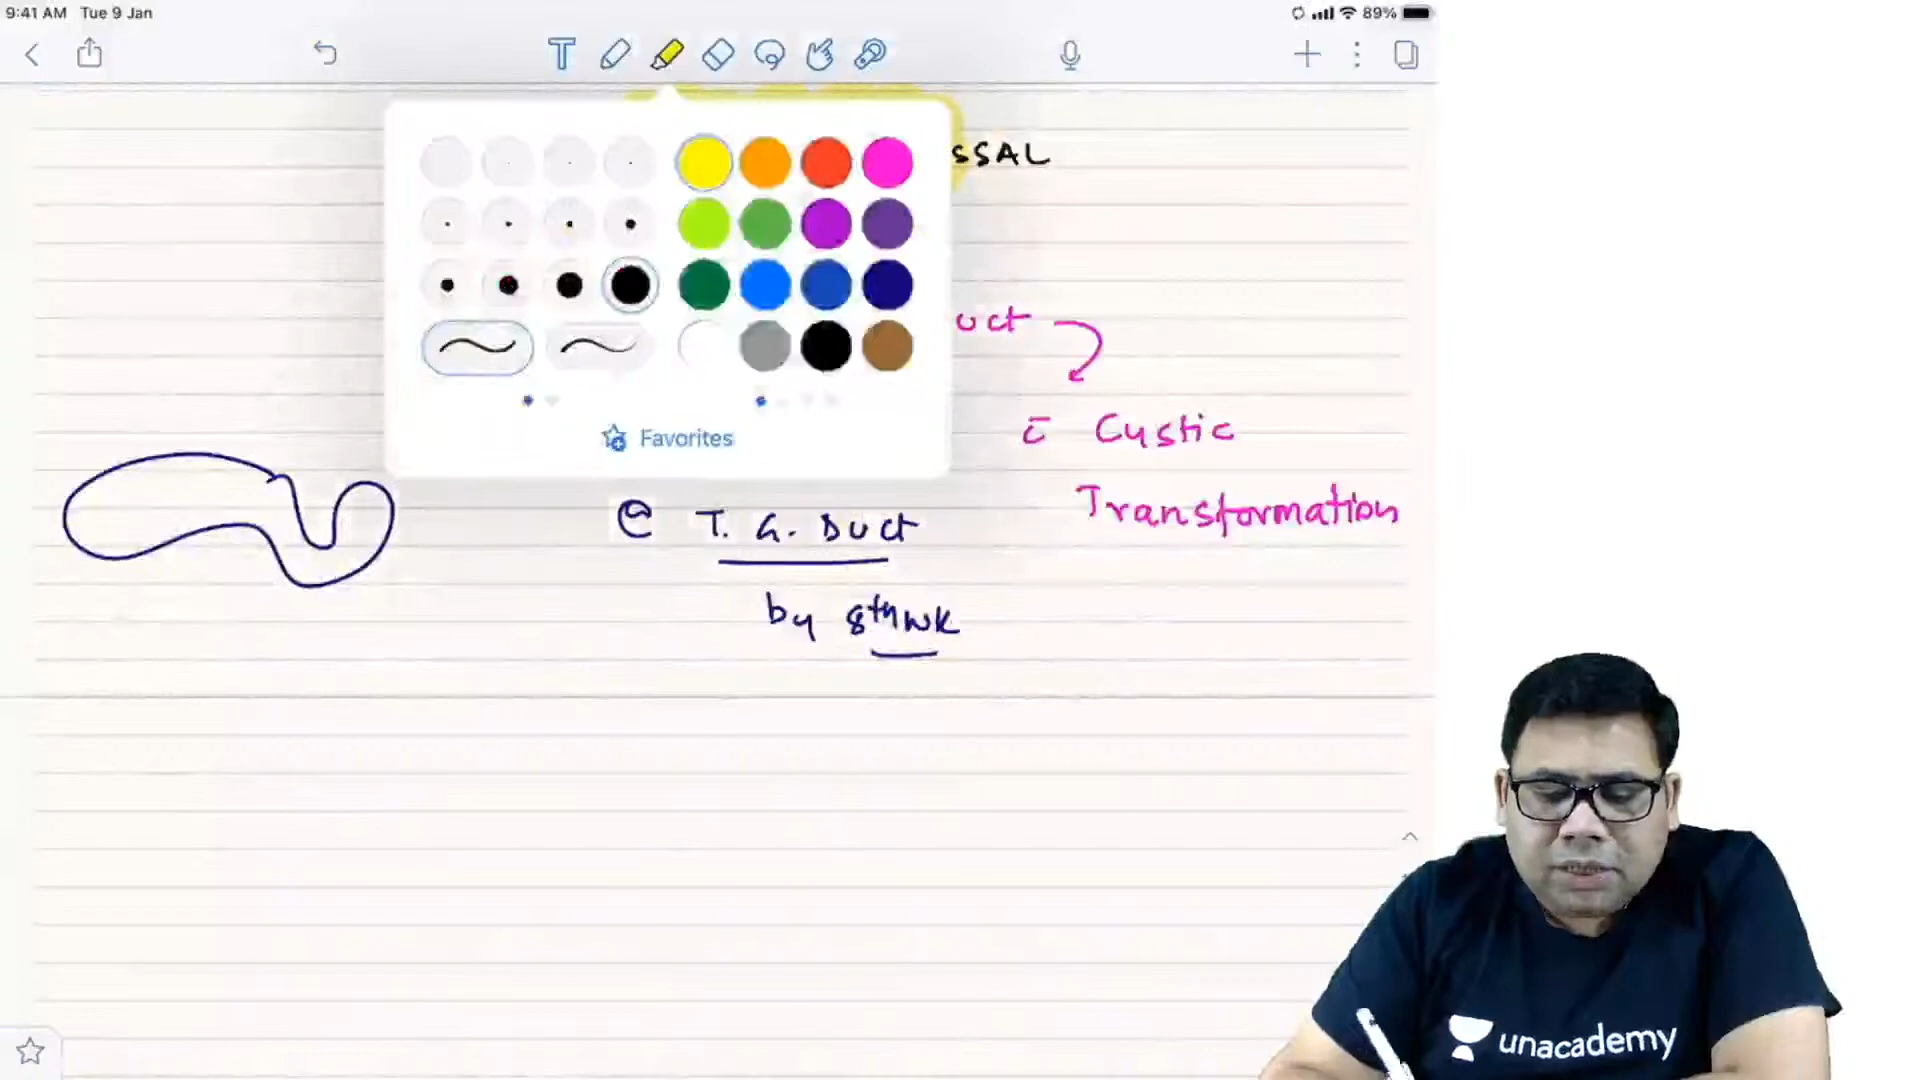 9:41 AM Tue 9 Jan 89%
T
SSAL
Favorites
uct
c̄ Cystic
Transformation
T. G. Duct
by 8th wk
unacademy